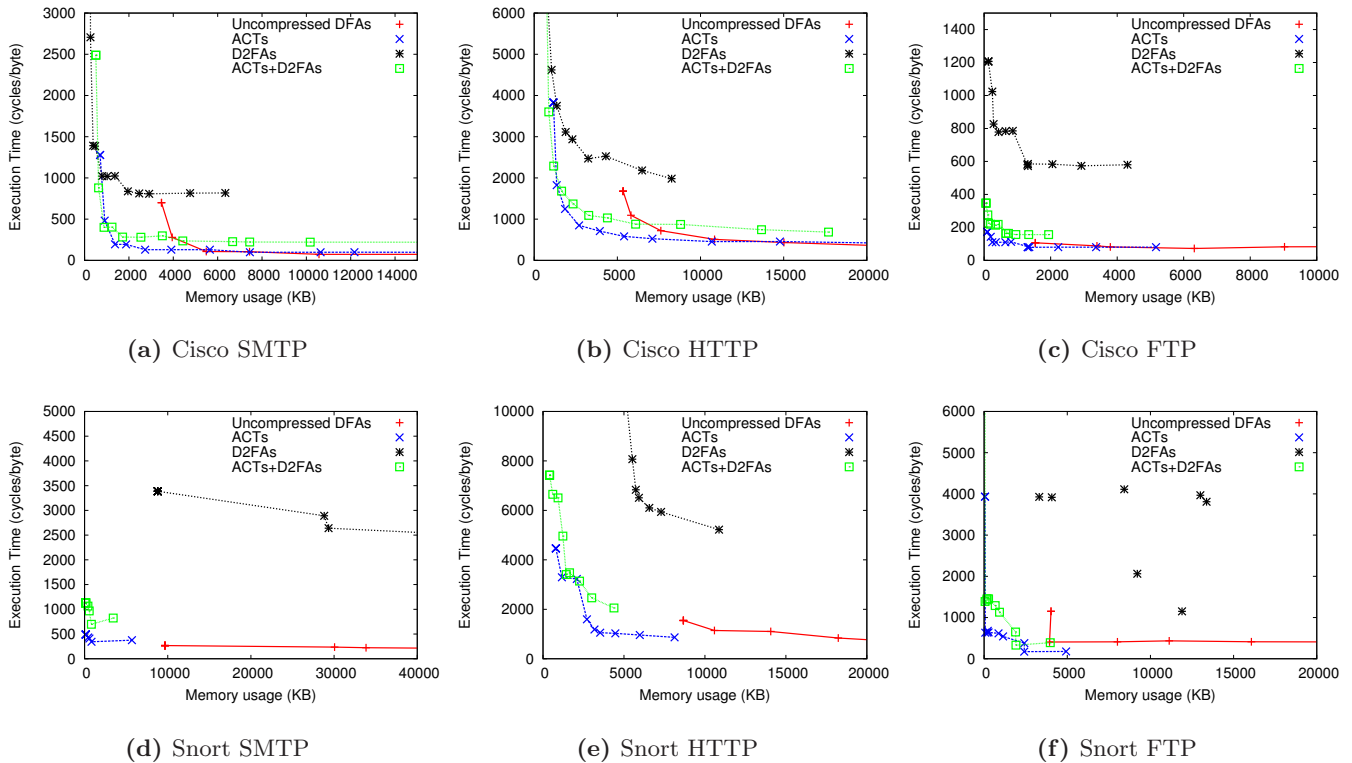 Uncompressed DFAs
ACTs
D2FAs
ACTs+D2FAs
Execution Time (cycles/byte)
3000
2500
2000
1500
1000
500
0
0 2000 4000 6000 8000 10000 12000 14000
Memory usage (KB)
(a) Cisco SMTP
Uncompressed DFAs
ACTs
D2FAs
ACTs+D2FAs
Execution Time (cycles/byte)
6000
5000
4000
3000
2000
1000
0
0 5000 10000 15000 20000
Memory usage (KB)
(b) Cisco HTTP
Uncompressed DFAs
ACTs
D2FAs
ACTs+D2FAs
Execution Time (cycles/byte)
1400
1200
1000
800
600
400
200
0
0 2000 4000 6000 8000 10000
Memory usage (KB)
(c) Cisco FTP
Uncompressed DFAs
ACTs
D2FAs
ACTs+D2FAs
Execution Time (cycles/byte)
5000
4500
4000
3500
3000
2500
2000
1500
1000
500
0
0 10000 20000 30000 40000
Memory usage (KB)
(d) Snort SMTP
Uncompressed DFAs
ACTs
D2FAs
ACTs+D2FAs
Execution Time (cycles/byte)
10000
8000
6000
4000
2000
0
0 5000 10000 15000 20000
Memory usage (KB)
(e) Snort HTTP
Uncompressed DFAs
ACTs
D2FAs
ACTs+D2FAs
Execution Time (cycles/byte)
6000
5000
4000
3000
2000
1000
0
0 5000 10000 15000 20000
Memory usage (KB)
(f) Snort FTP